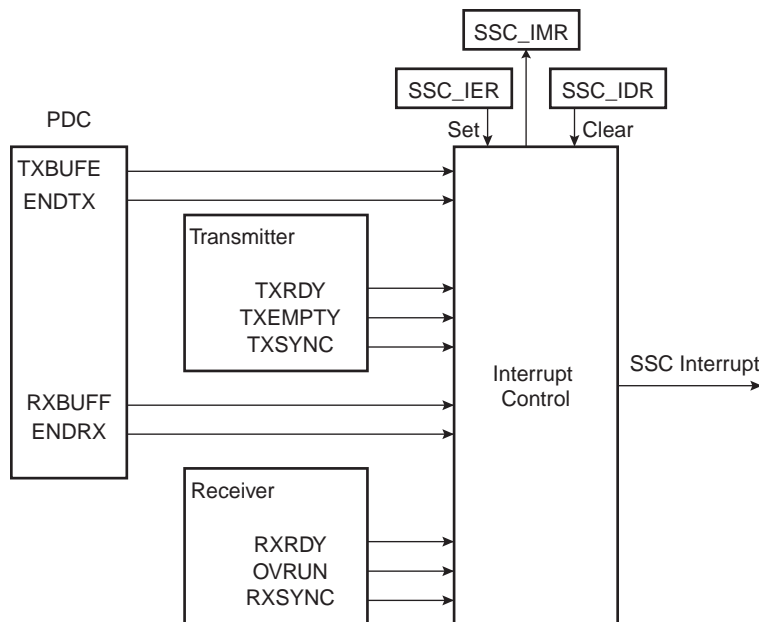 SSC_IMR
SSC_IER
SSC_IDR
PDC
Set
Clear
TXBUFE
ENDTX
Transmitter
TXRDY
TXEMPTY
TXSYNC
SSC Interrupt
Interrupt
Control
RXBUFF
ENDRX
Receiver
RXRDY
OVRUN
RXSYNC